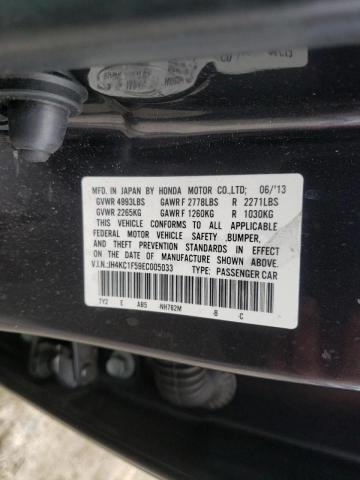 MFD. IN JAPAN BY HONDA MOTOR CO.,LTD; 06/'13
GVWR 4993LBS GAWR F 2778LBS R 2271LBS
GVWR 2265KG GAWR F 1260KG R 1030KG
THIS VEHICLE CONFORMS TO ALL APPLICABLE
FEDERAL MOTOR VEHICLE SAFETY ,BUMPER,
AND THEFT PREVENTION STANDARDS IN EFFECT
ON THE DATE OF MANUFACTURE SHOWN ABOVE.
V.I.N.:JH4KC1F59EC005033 TYPE: PASSENGER CAR
TY2 E AB5 -NH782M -B -C